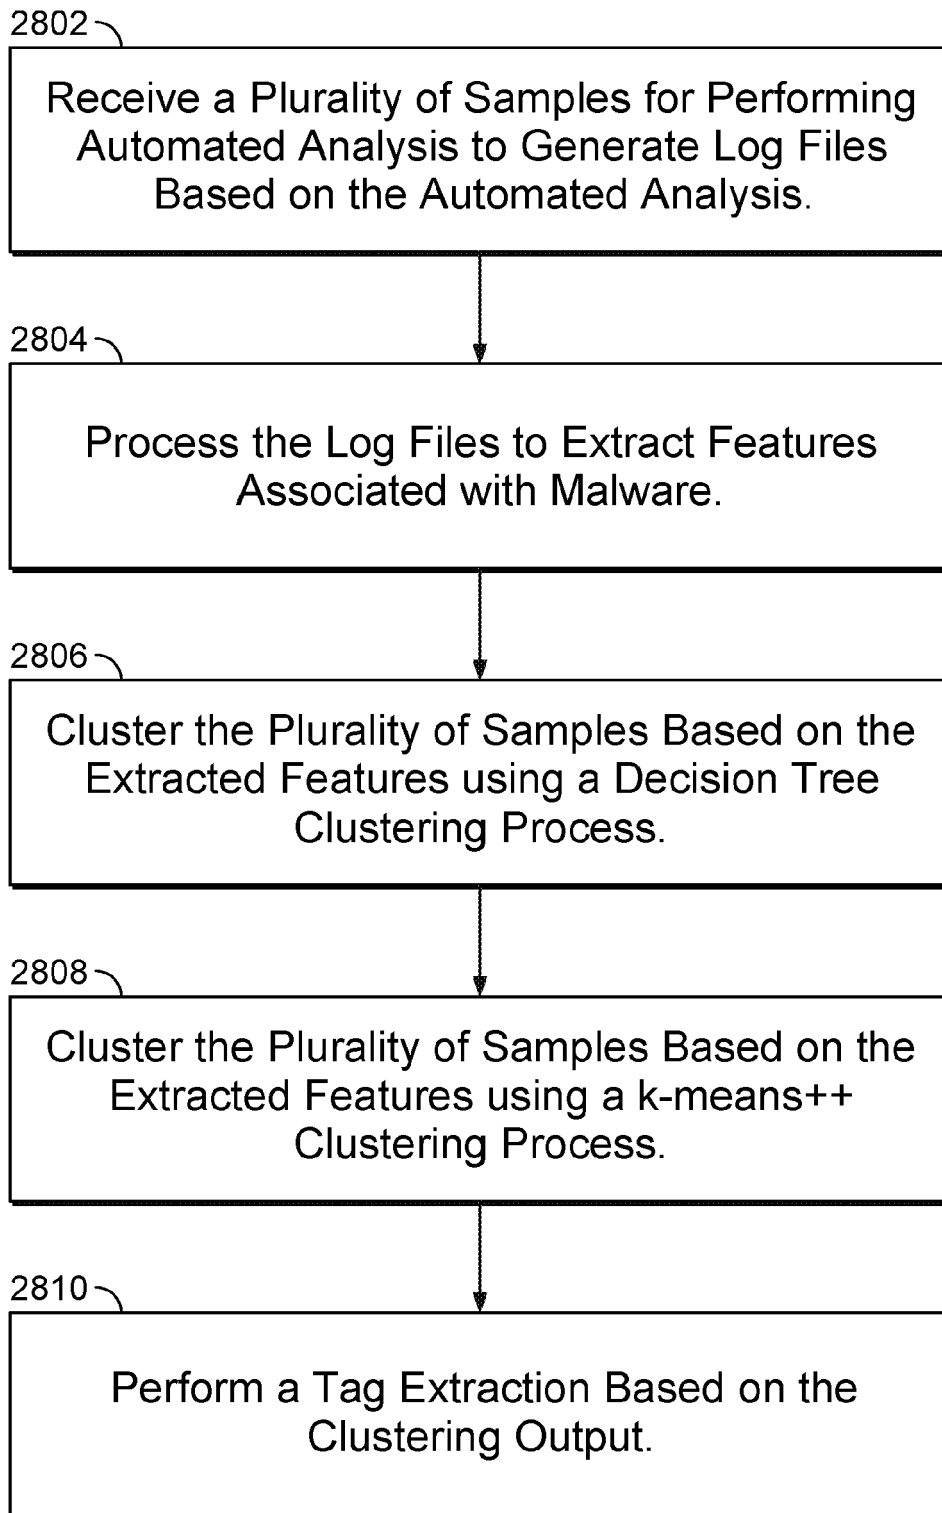 2802
Receive a Plurality of Samples for Performing
Automated Analysis to Generate Log Files
Based on the Automated Analysis.
2804
Process the Log Files to Extract Features
Associated with Malware.
2806
Cluster the Plurality of Samples Based on the
Extracted Features using a Decision Tree
Clustering Process.
2808
Cluster the Plurality of Samples Based on the
Extracted Features using a k-means++
Clustering Process.
2810
Perform a Tag Extraction Based on the
Clustering Output.